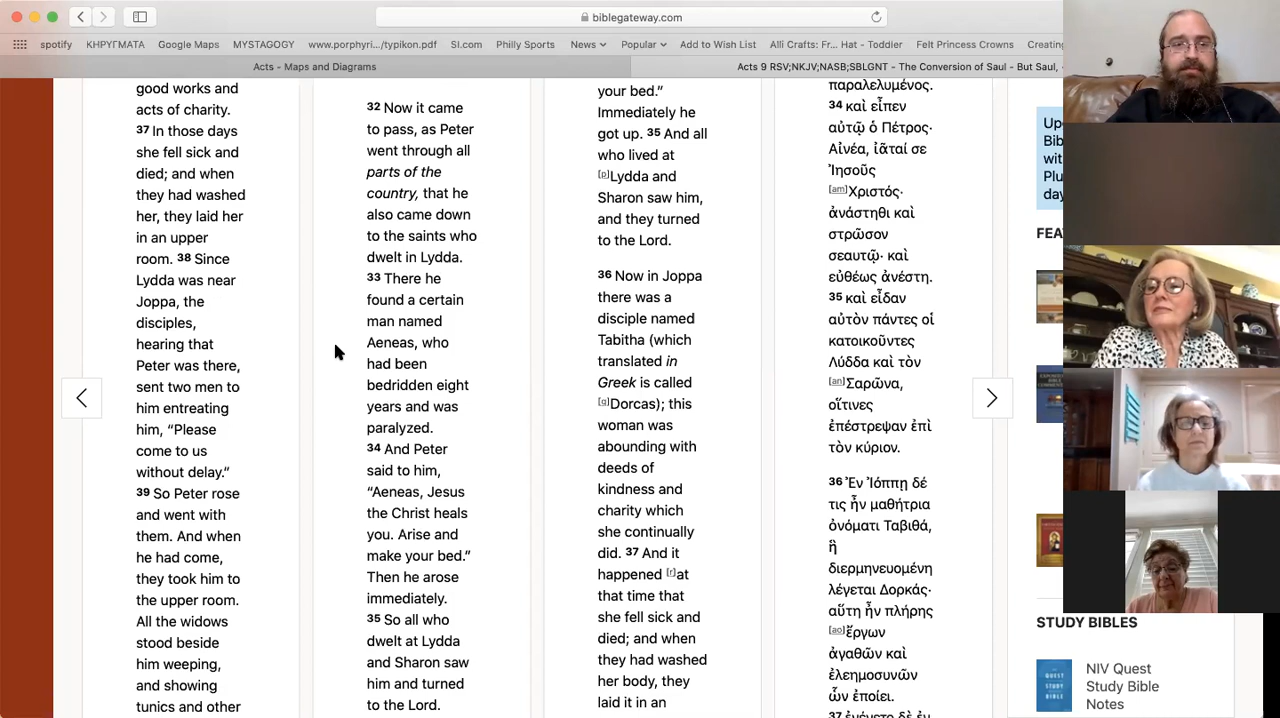 biblegateway.com
spotify
ΚΗΡΥΓΜΑΤΑ
Google Maps
MYSTAGOGY
www.porphyri.../typikon.pdf
SI.com
Philly Sports
News
Popular
Add to Wish List
Alli Crafts: Fr... Hat - Toddler
Felt Princess Crowns
Creating
Acts - Maps and Diagrams
Acts 9 RSV;NKJV;NASB;SBLGNT - The Conversion of Saul - But Saul,
good works and
acts of charity.
37 In those days
she fell sick and
died; and when
they had washed
her, they laid her
in an upper
room. 38 Since
Lydda was near
Joppa, the
disciples,
hearing that
Peter was there,
sent two men to
him entreating
him, “Please
come to us
without delay.”
39 So Peter rose
and went with
them. And when
he had come,
they took him to
the upper room.
All the widows
stood beside
him weeping,
and showing
tunics and other
32 Now it came
to pass, as Peter
went through all
parts of the
country, that he
also came down
to the saints who
dwelt in Lydda.
33 There he
found a certain
man named
Aeneas, who
had been
bedridden eight
years and was
paralyzed.
34 And Peter
said to him,
“Aeneas, Jesus
the Christ heals
you. Arise and
make your bed.”
Then he arose
immediately.
35 So all who
dwelt at Lydda
and Sharon saw
him and turned
to the Lord.
your bed.”
Immediately he
got up. 35 And all
who lived at
[p]Lydda and
Sharon saw him,
and they turned
to the Lord.
36 Now in Joppa
there was a
disciple named
Tabitha (which
translated in
Greek is called
[q]Dorcas); this
woman was
abounding with
deeds of
kindness and
charity which
she continually
did. 37 And it
happened [r]at
that time that
she fell sick and
died; and when
they had washed
her body, they
laid it in an
παραλελυμένος.
34 καὶ εἶπεν
αὐτῷ ὁ Πέτρος·
Αἰνέα, ἰᾶταί σε
Ἰησοῦς
[am]Χριστός·
ἀνάστηθι καὶ
στρῶσον
σεαυτῷ· καὶ
εὐθέως ἀνέστη.
35 καὶ εἶδαν
αὐτὸν πάντες οἱ
κατοικοῦντες
Λύδδα καὶ τὸν
[an]Σαρῶνα,
οἵτινες
ἐπέστρεψαν ἐπὶ
τὸν κύριον.
36 Ἐν Ἰόππῃ δέ
τις ἦν μαθήτρια
ὀνόματι Ταβιθά,
ἣ
διερμηνευομένη
λέγεται Δορκάς·
αὕτη ἦν πλήρης
[ao]ἔργων
ἀγαθῶν καὶ
ἐλεημοσυνῶν
ὧν ἐποίει.
37 ἐγένετο δὲ ἐν
Up
Bib
wit
Plu
day
FEA
STUDY BIBLES
NIV Quest
Study Bible
Notes